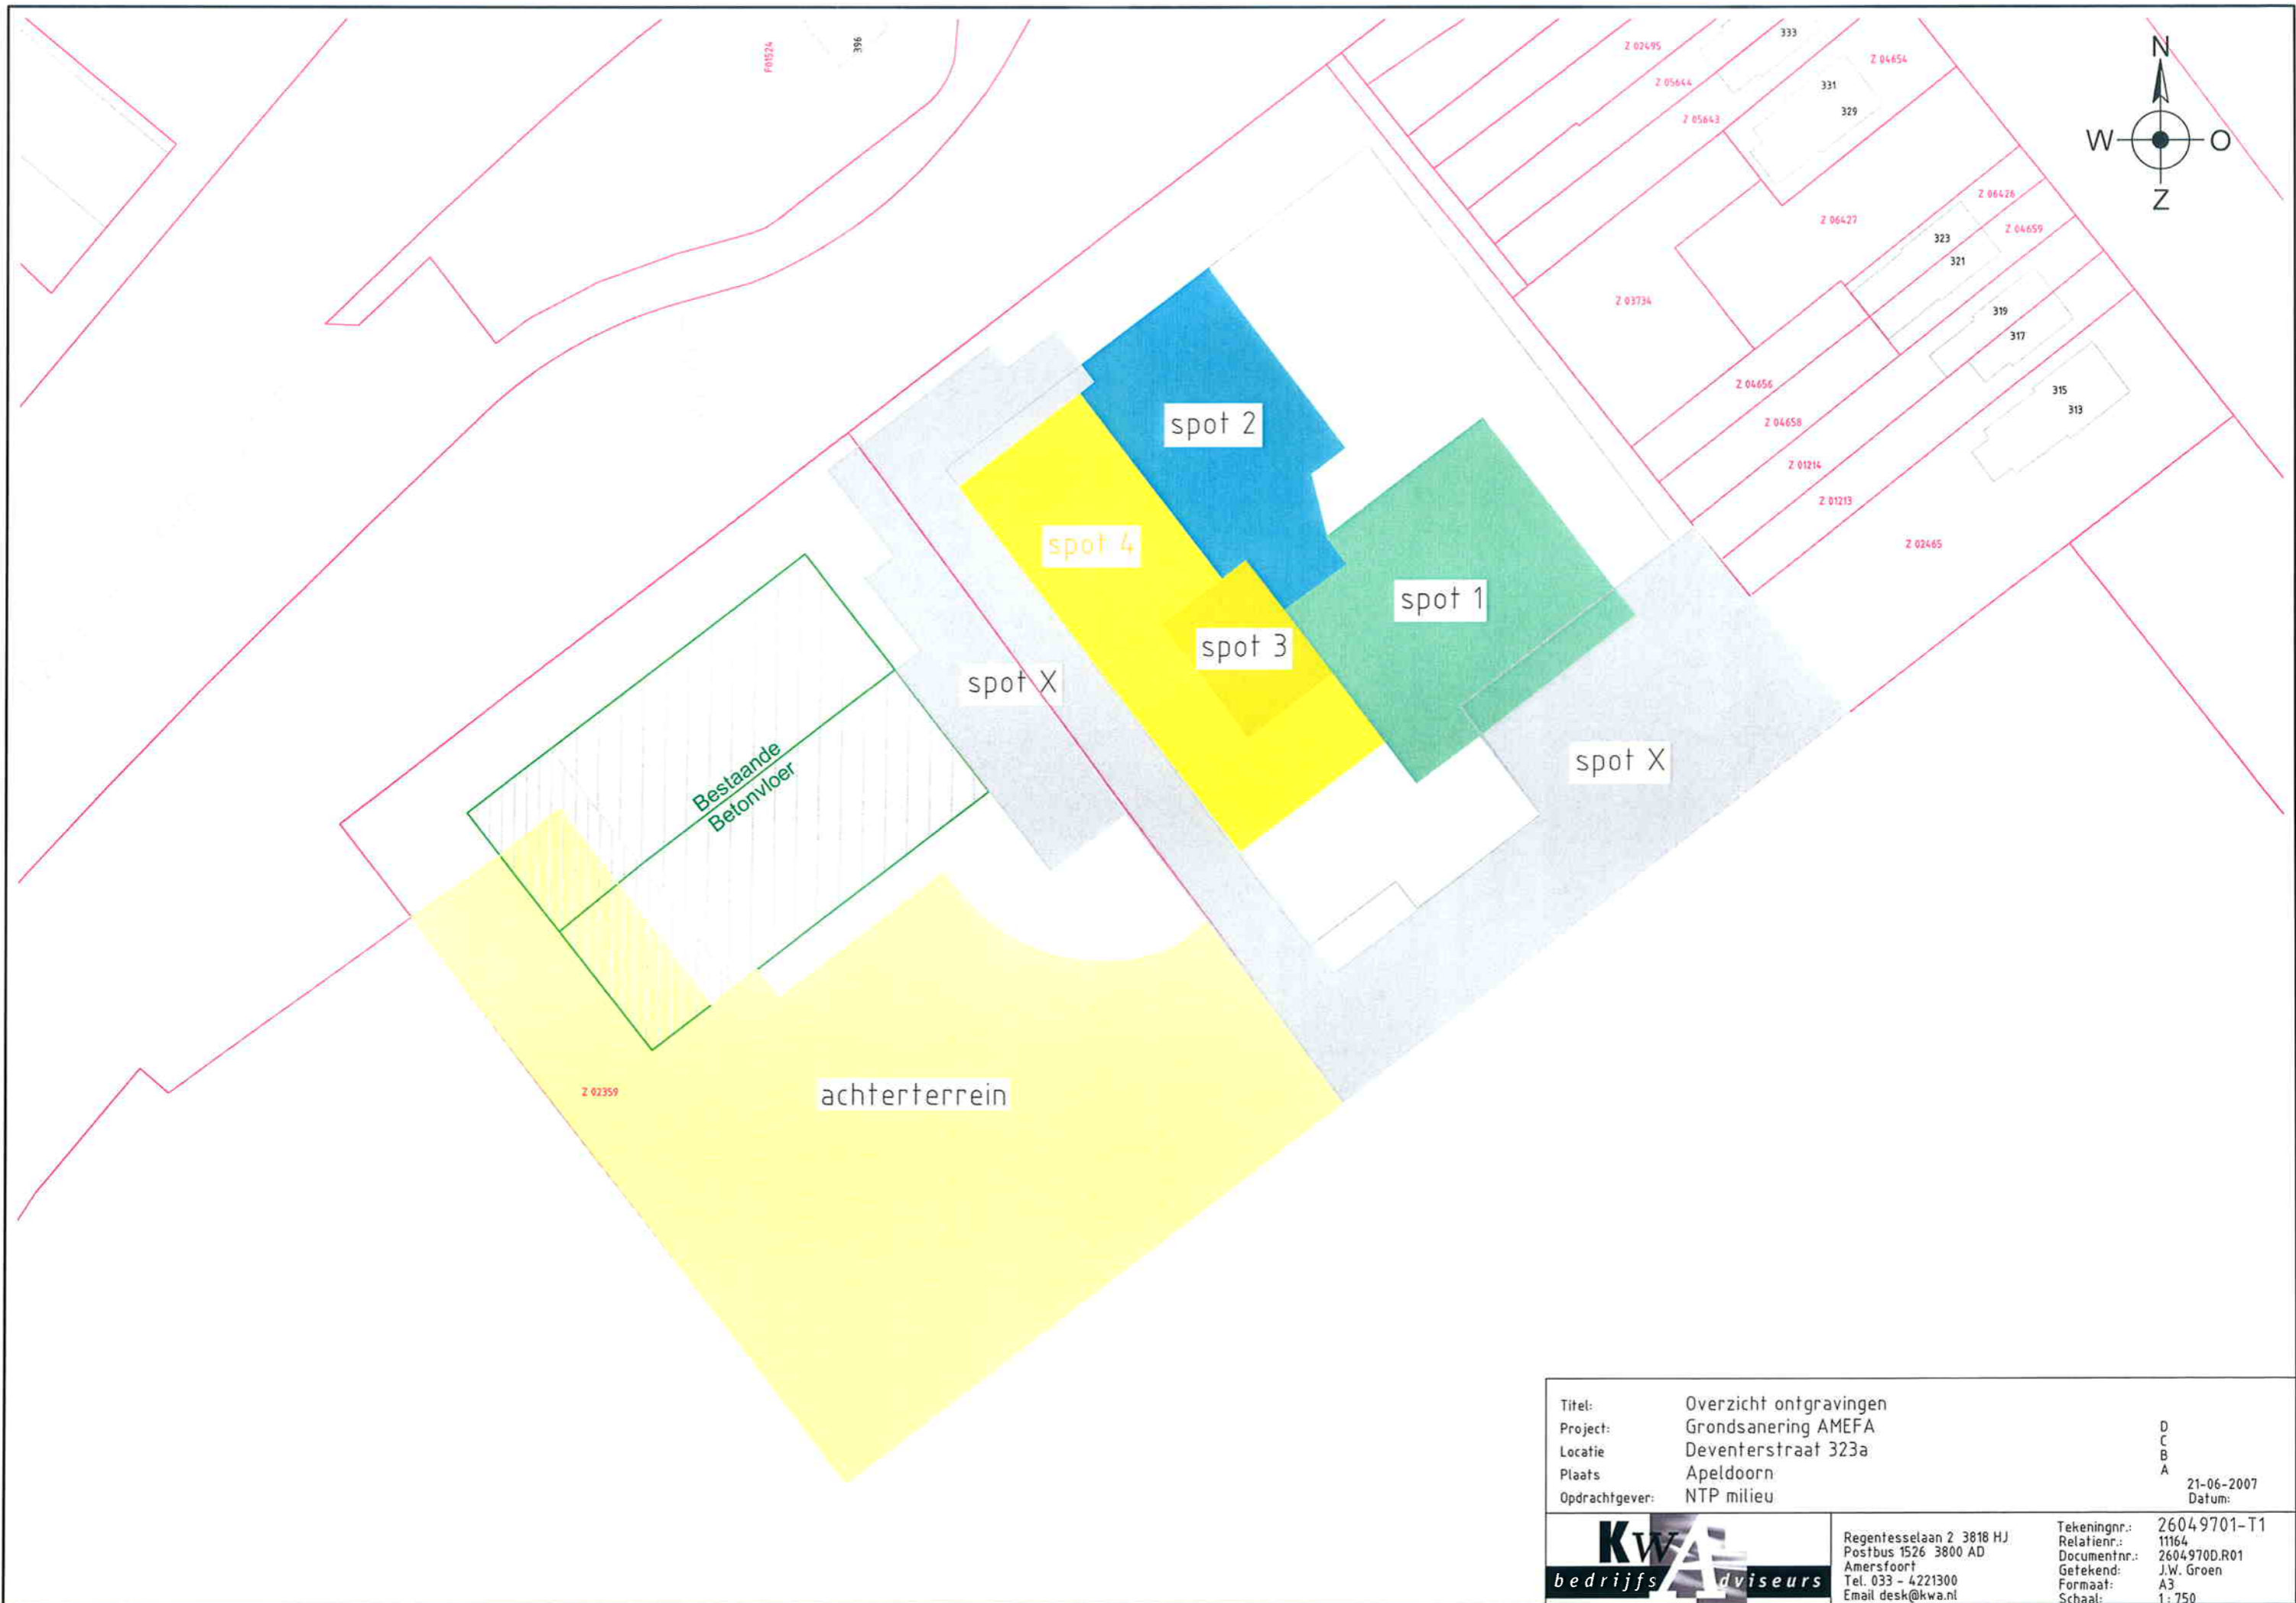 F01524
396
333
Z 02495
Z 04654
Z 05644
331
329
Z 05643
N
W O
Z
Z 06426
Z 06427
Z 04659
323
321
Z 03734
319
317
Z 04656
315
313
Z 04658
Z 01214
Z 01213
Z 02465
spot 2
spot 4
spot 1
spot 3
spot X
spot X
Bestaande
Betonvloer
Z 02359
achterterrein
Titel: Overzicht ontgravingen
Project: Grondsanering AMEFA
Locatie Deventerstraat 323a
Plaats Apeldoorn
Opdrachtgever: NTP milieu
D
C
B
A
21-06-2007
Datum:
KwA
bedrijfs Adviseurs
Regentesselaan 2 3818 HJ
Postbus 1526 3800 AD
Amersfoort
Tel. 033 - 4221300
Email desk@kwa.nl
Tekeningnr.: 26049701-T1
Relatienr.: 11164
Documentnr.: 2604970D.R01
Getekend: J.W. Groen
Formaat: A3
Schaal: 1 : 750